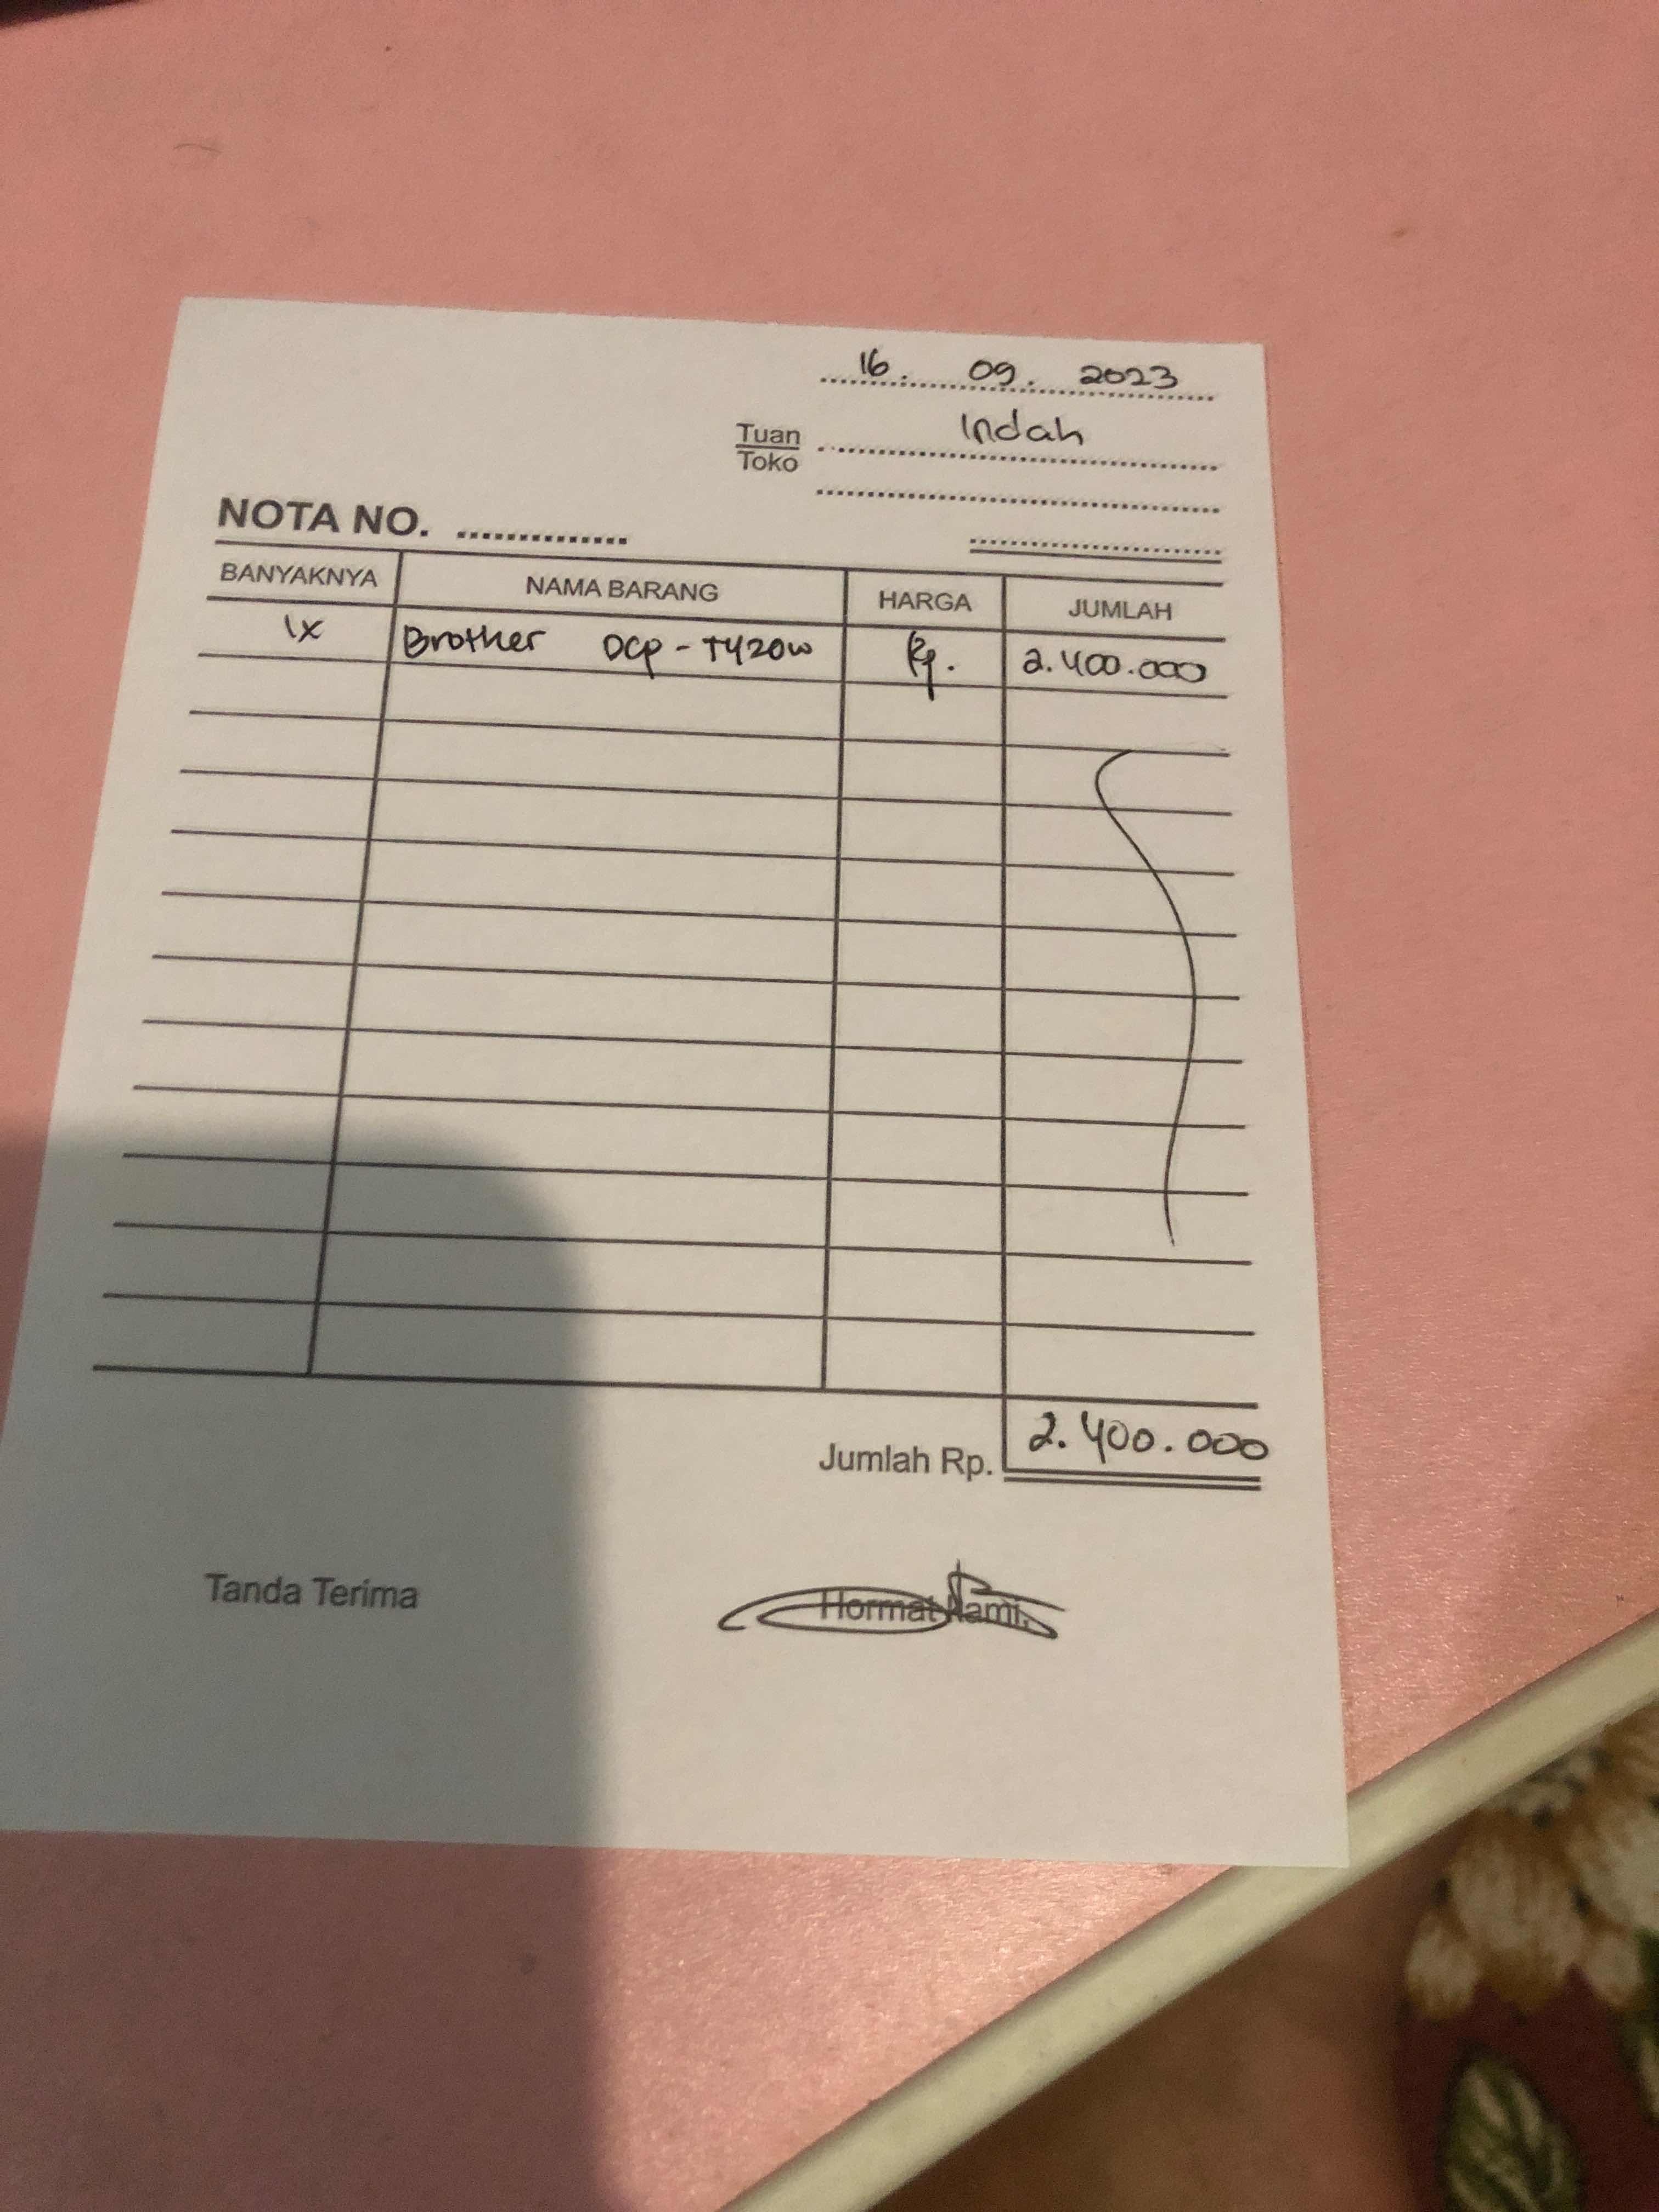 16. 09. 2023
Tuan Indah
Toko
NOTA NO. ..............
BANYAKNYA NAMA BARANG HARGA JUMLAH
1x Brother DCP-T420W Rp. 2.400.000
Jumlah Rp. 2.400.000
Tanda Terima Hormat Kami,